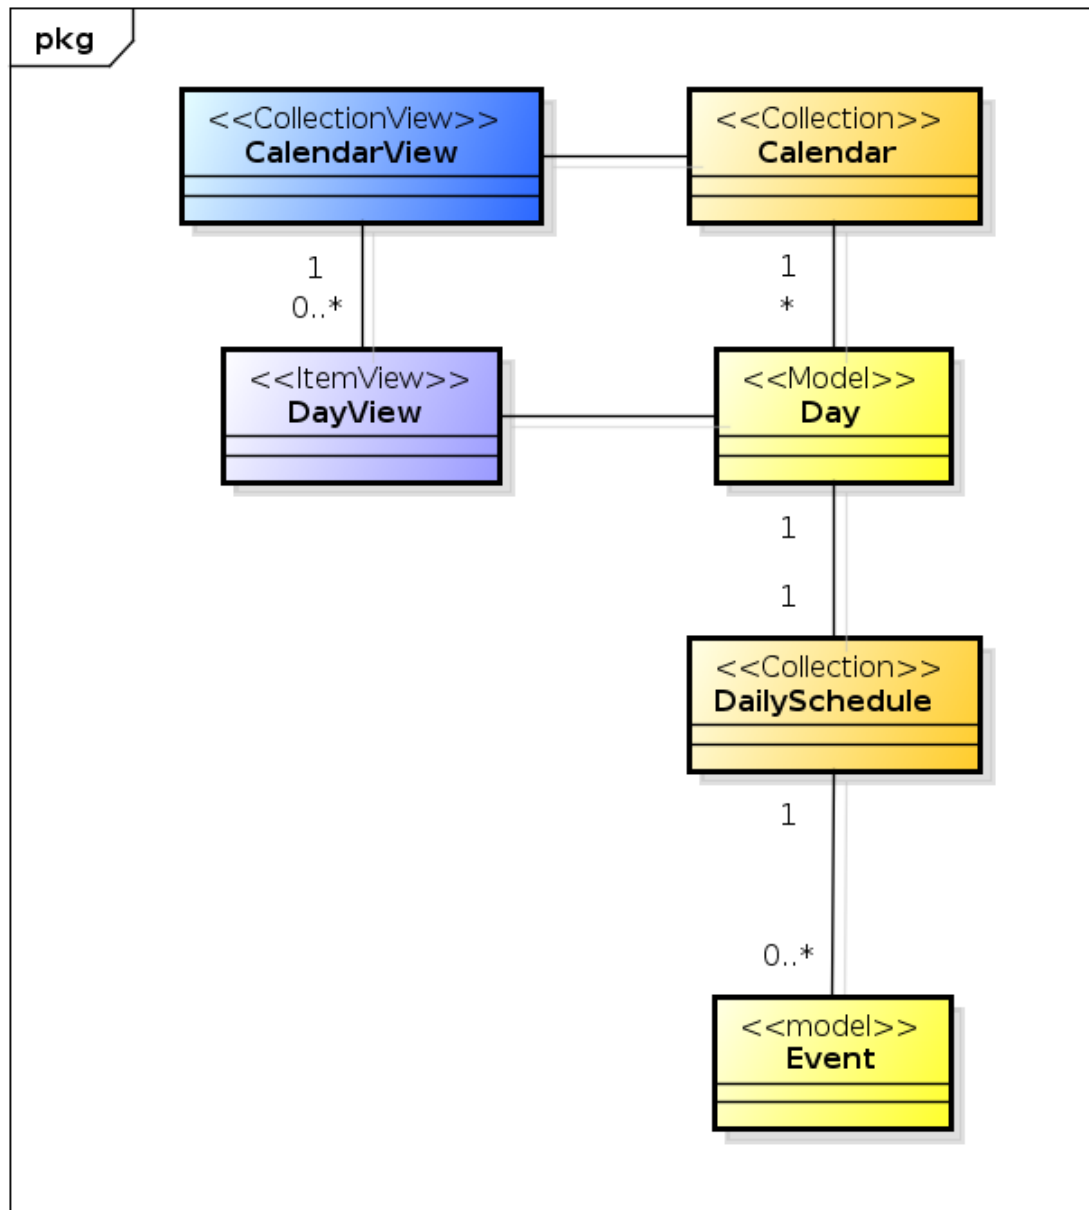 pkg
<<CollectionView>>
CalendarView
<<Collection>>
Calendar
1
0..*
1
*
<<ItemView>>
DayView
<<Model>>
Day
1
1
<<Collection>>
DailySchedule
1
0..*
<<model>>
Event